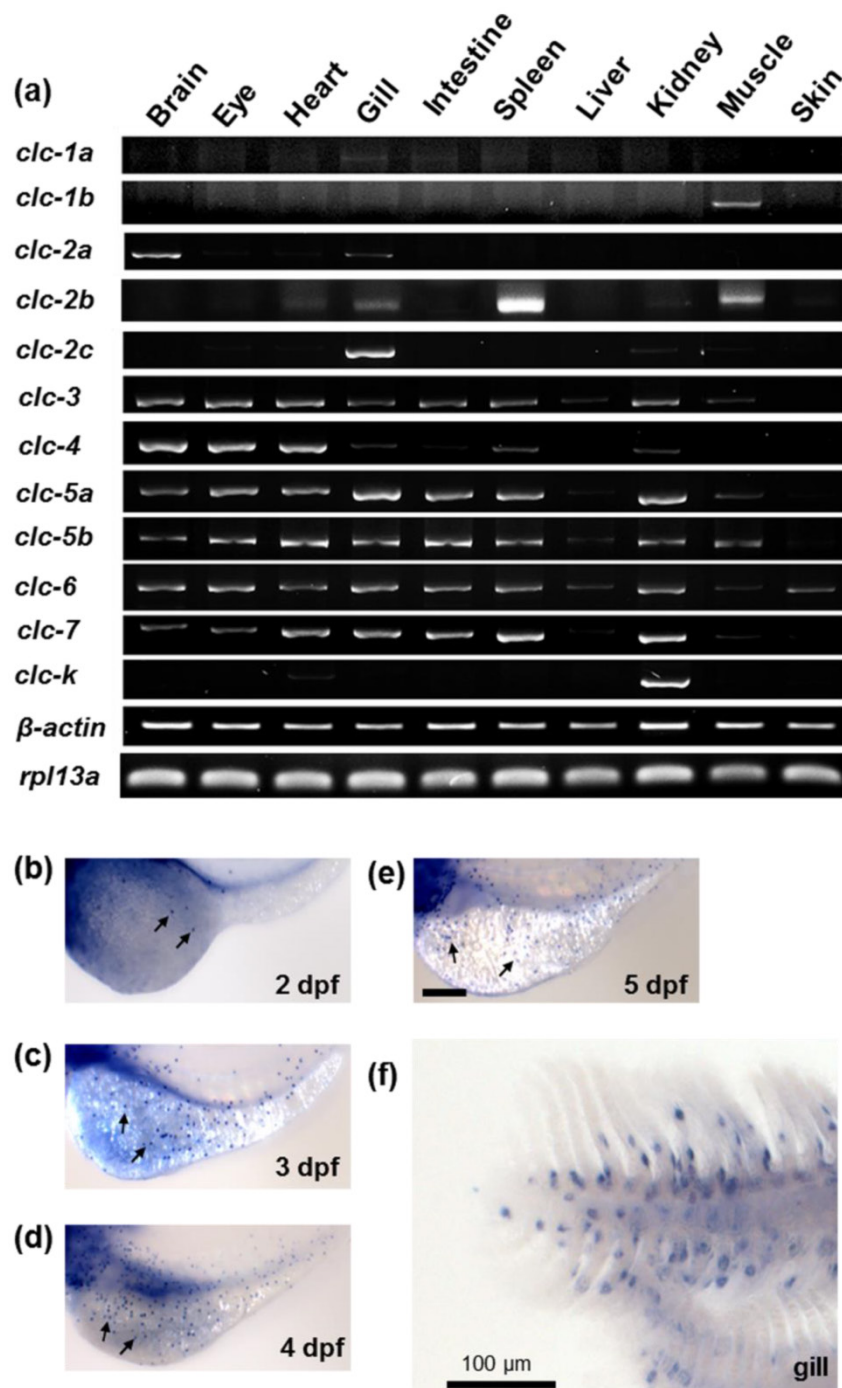 (a)
Brain Eye Heart Gill Intestine Spleen Liver Kidney Muscle Skin
clc-1a
clc-1b
clc-2a
clc-2b
clc-2c
clc-3
clc-4
clc-5a
clc-5b
clc-6
clc-7
clc-k
β-actin
rpl13a
(b)
2 dpf
(e)
5 dpf
(c)
3 dpf
(f)
100 µm
gill
(d)
4 dpf